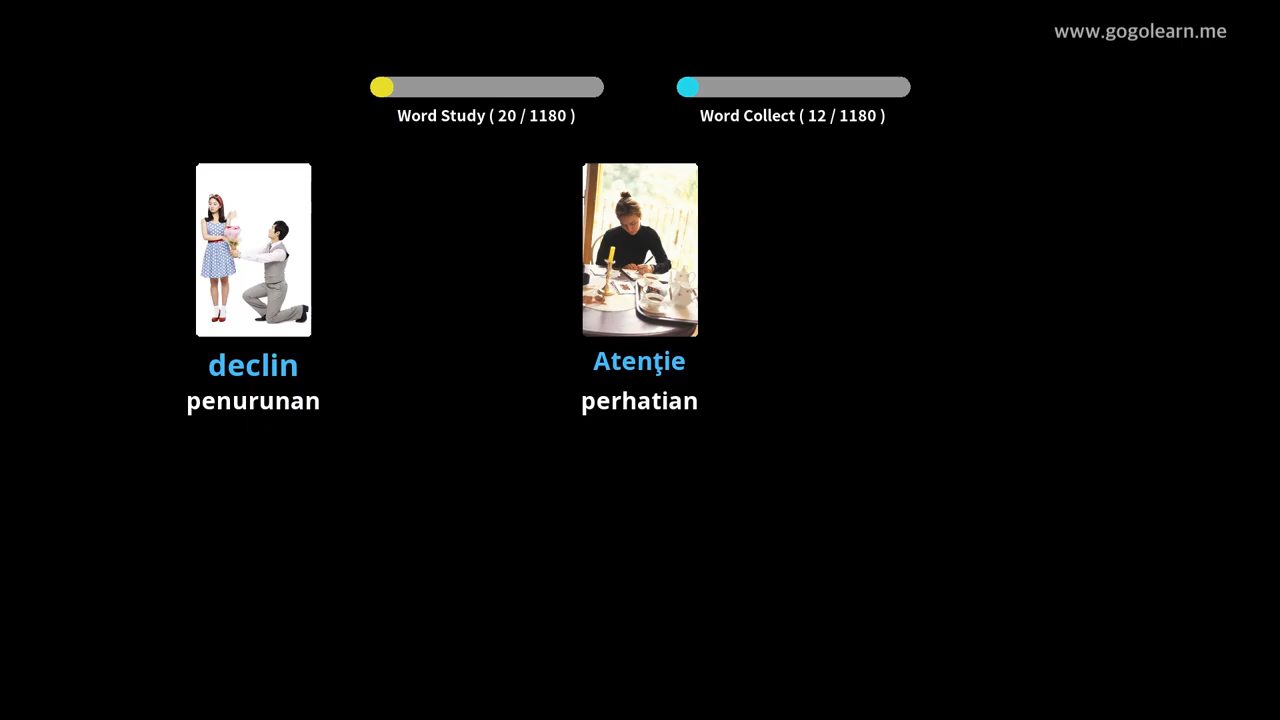 www.gogolearn.me
Word Study ( 20 / 1180 )
Word Collect ( 12 / 1180 )
declin
penurunan
Atenţie
perhatian